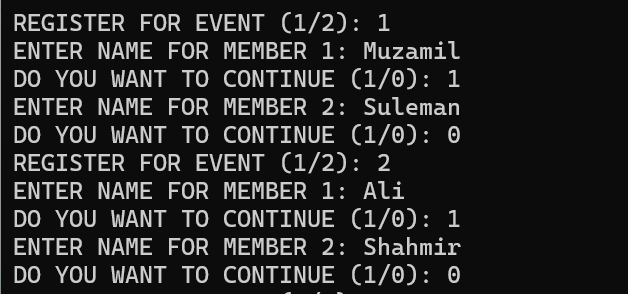 REGISTER FOR EVENT (1/2): 1
ENTER NAME FOR MEMBER 1: Muzamil
DO YOU WANT TO CONTINUE (1/0): 1
ENTER NAME FOR MEMBER 2: Suleman
DO YOU WANT TO CONTINUE (1/0): 0
REGISTER FOR EVENT (1/2): 2
ENTER NAME FOR MEMBER 1: Ali
DO YOU WANT TO CONTINUE (1/0): 1
ENTER NAME FOR MEMBER 2: Shahmir
DO YOU WANT TO CONTINUE (1/0): 0